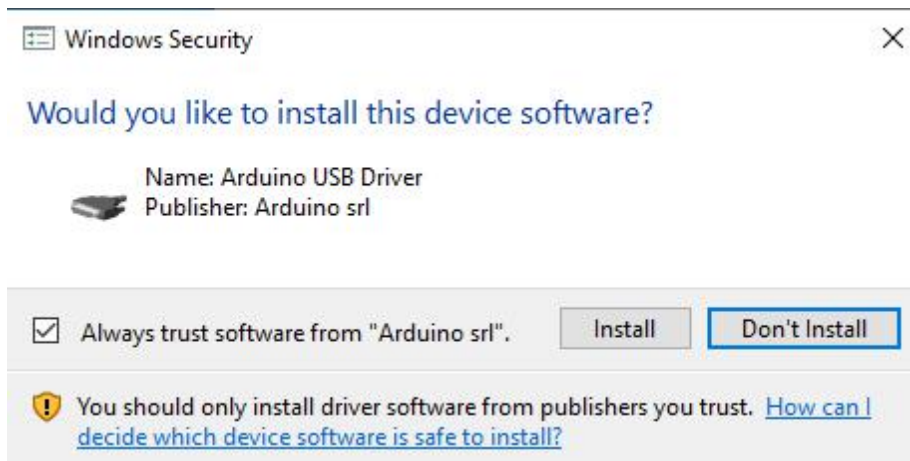 Windows Security
Would you like to install this device software?
Name: Arduino USB Driver
Publisher: Arduino srl
Always trust software from "Arduino srl".
Install
Don't Install
You should only install driver software from publishers you trust. How can I
decide which device software is safe to install?